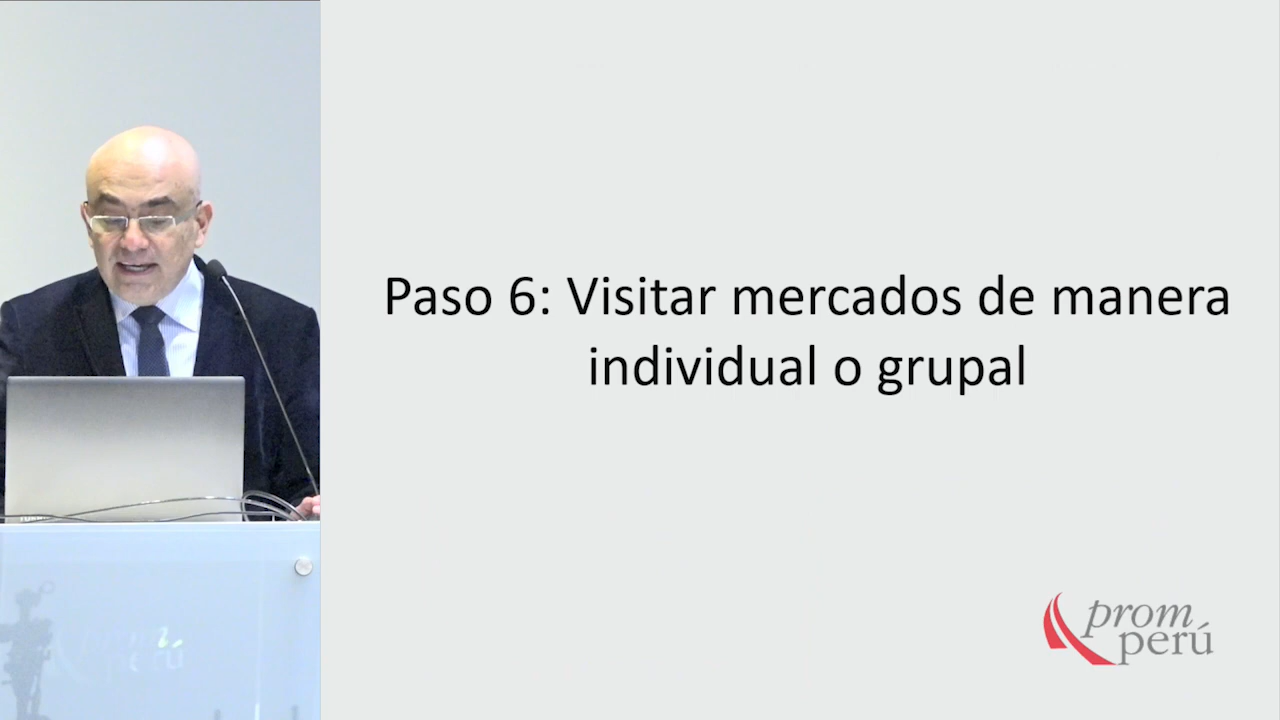 Paso 6: Visitar mercados de manera
individual o grupal
prom
perú